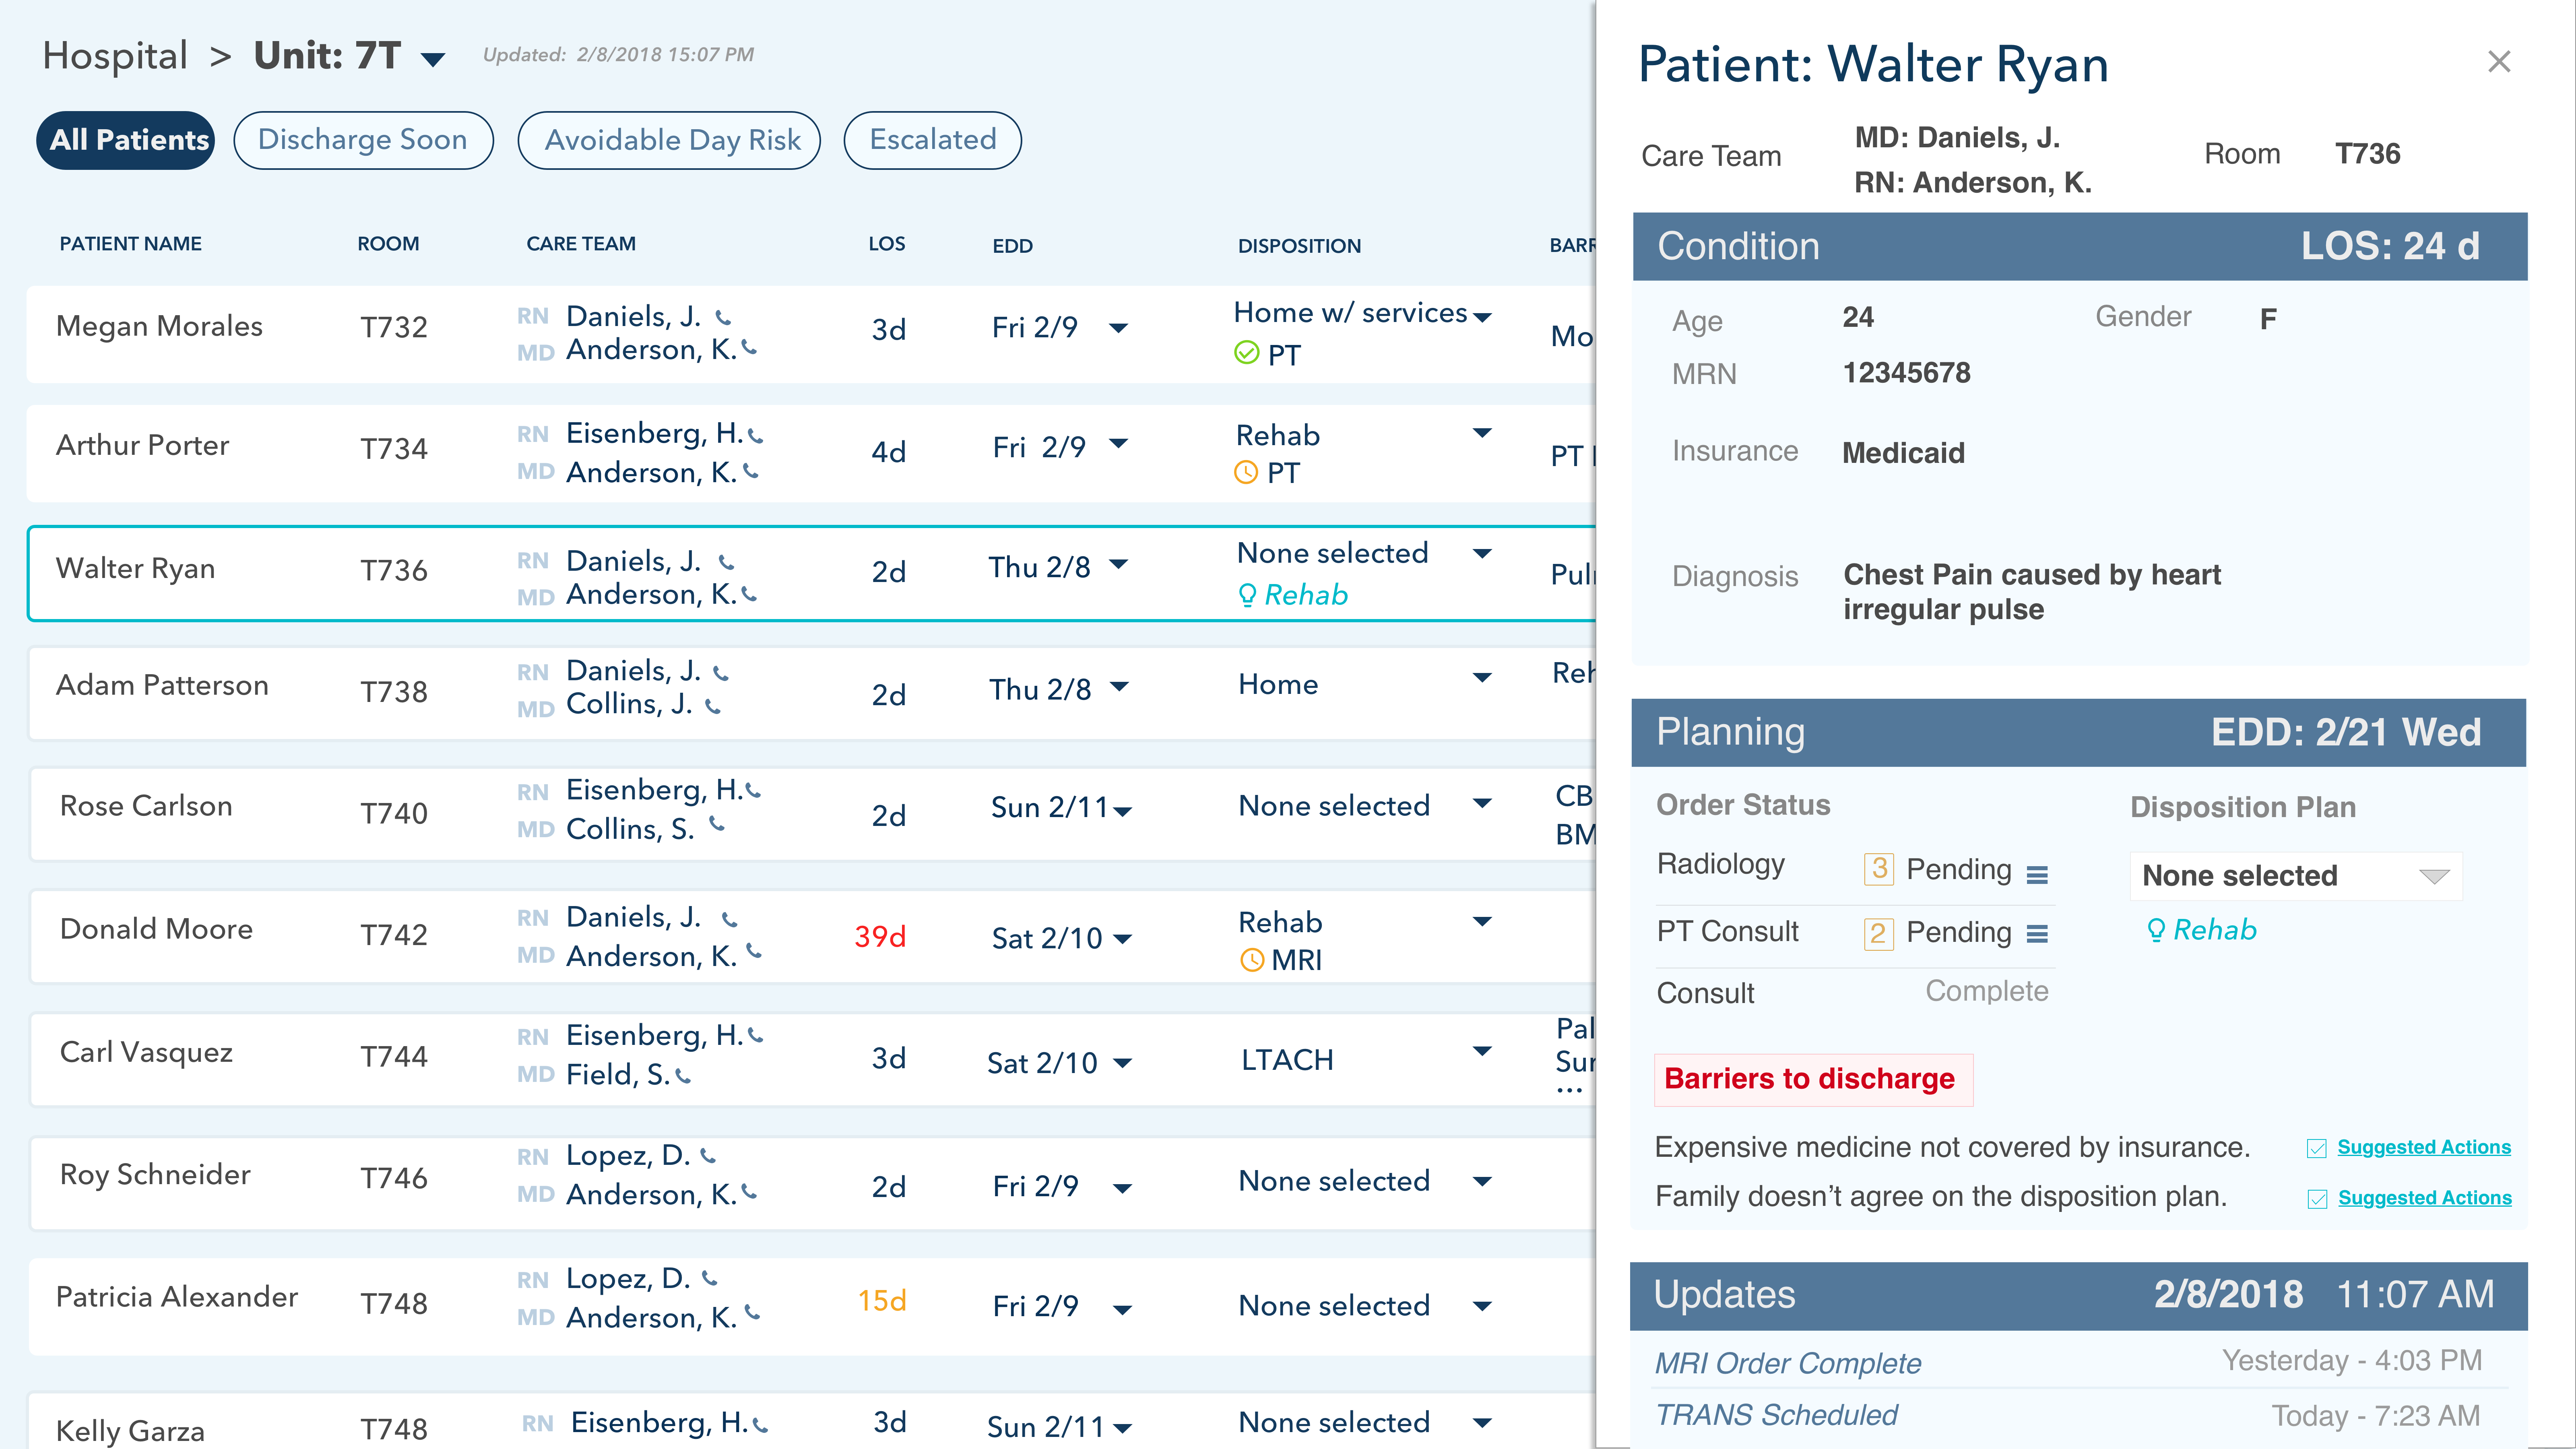 Hospital > Unit: 7T
Updated: 2/8/2018 15:07 PM
All Patients Discharge Soon Avoidable Day Risk Escalated
PATIENT NAME ROOM CARE TEAM LOS EDD DISPOSITION BARR
Megan Morales T732 RN Daniels, J. MD Anderson, K. 3d Fri 2/9 Home w/ services PT Mo
Arthur Porter T734 RN Eisenberg, H. MD Anderson, K. 4d Fri 2/9 Rehab PT PT
Walter Ryan T736 RN Daniels, J. MD Anderson, K. 2d Thu 2/8 None selected Rehab Pul
Adam Patterson T738 RN Daniels, J. MD Collins, J. 2d Thu 2/8 Home Reh
Rose Carlson T740 RN Eisenberg, H. MD Collins, S. 2d Sun 2/11 None selected CB BM
Donald Moore T742 RN Daniels, J. MD Anderson, K. 39d Sat 2/10 Rehab MRI
Carl Vasquez T744 RN Eisenberg, H. MD Field, S. 3d Sat 2/10 LTACH Pal Sur ...
Roy Schneider T746 RN Lopez, D. MD Anderson, K. 2d Fri 2/9 None selected
Patricia Alexander T748 RN Lopez, D. MD Anderson, K. 15d Fri 2/9 None selected
Kelly Garza T748 RN Eisenberg, H. 3d Sun 2/11 None selected
Patient: Walter Ryan
Care Team MD: Daniels, J. Room T736
RN: Anderson, K.
Condition LOS: 24 d
Age 24 Gender F
MRN 12345678
Insurance Medicaid
Diagnosis Chest Pain caused by heart
irregular pulse
Planning EDD: 2/21 Wed
Order Status Disposition Plan
Radiology 3 Pending None selected
PT Consult 2 Pending Rehab
Consult Complete
Barriers to discharge
Expensive medicine not covered by insurance. Suggested Actions
Family doesn’t agree on the disposition plan. Suggested Actions
Updates 2/8/2018 11:07 AM
MRI Order Complete Yesterday - 4:03 PM
TRANS Scheduled Today - 7:23 AM